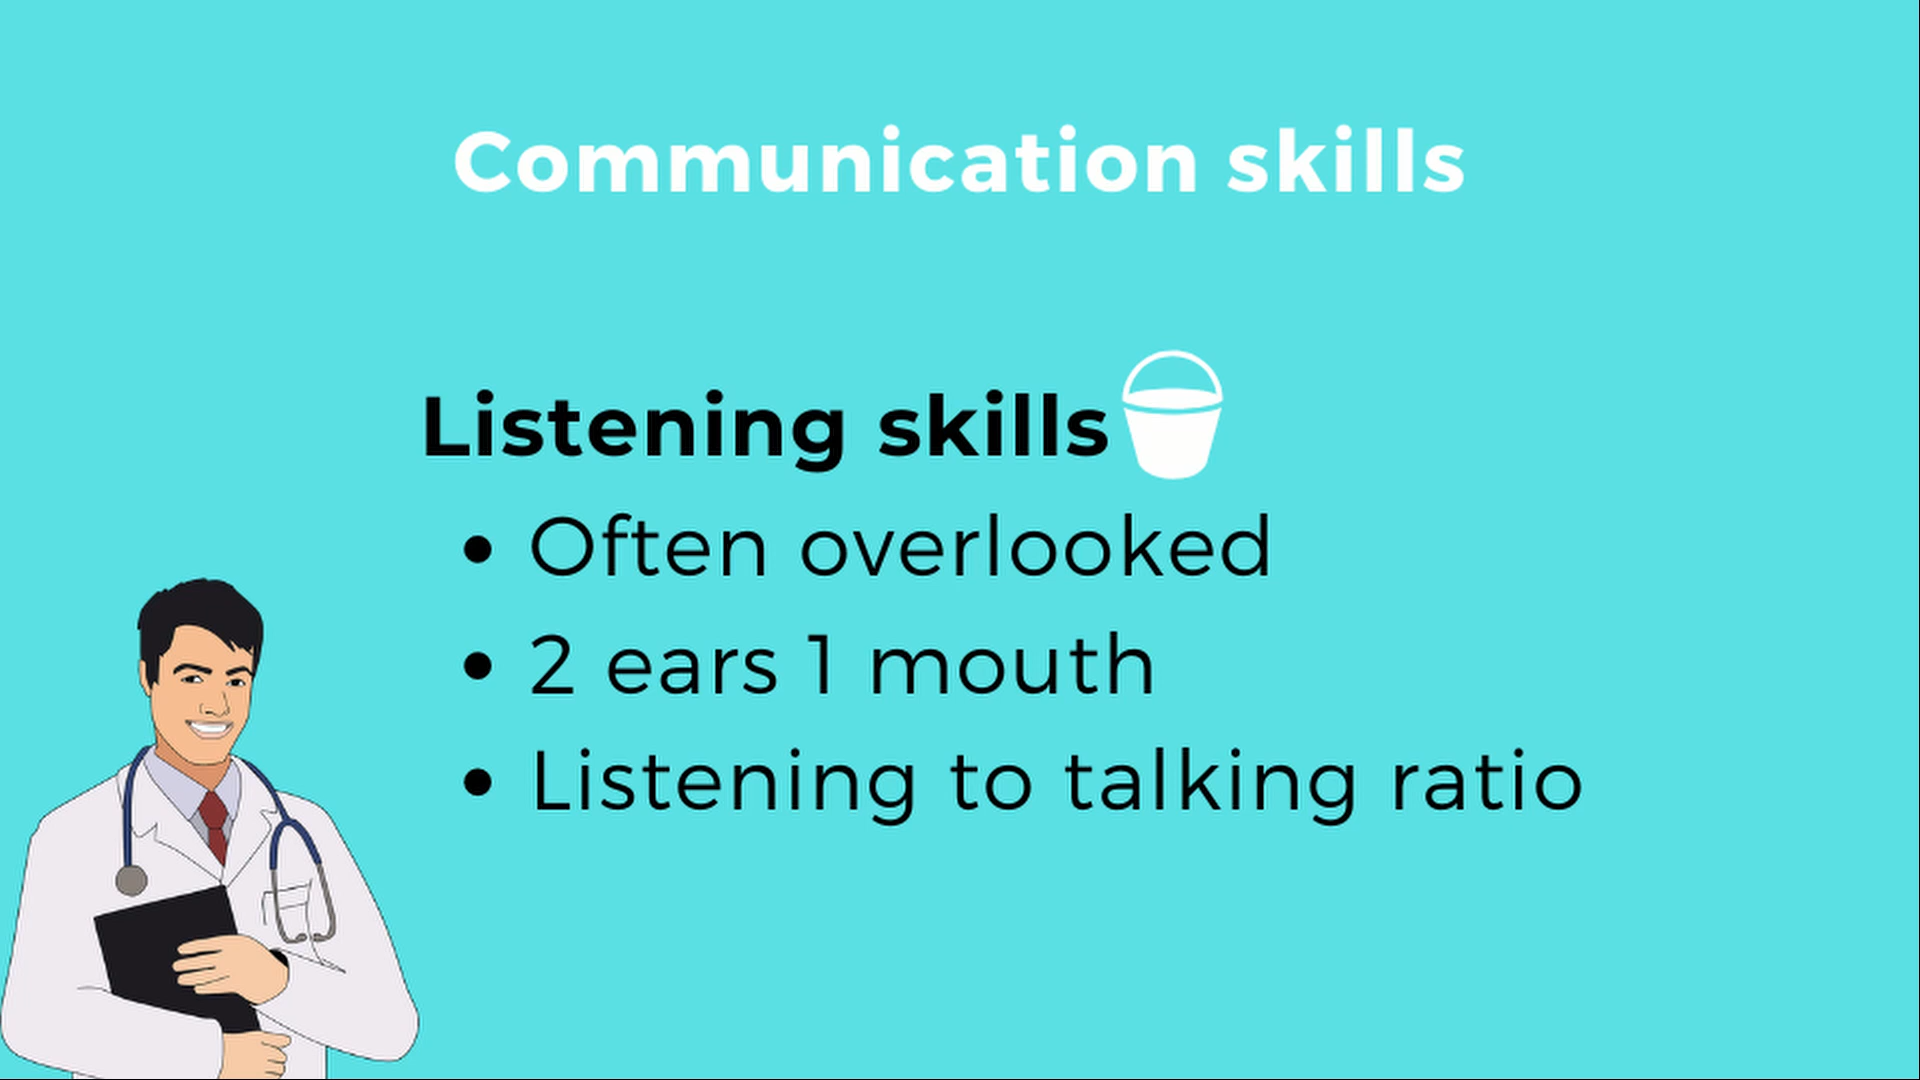 Communication skills
Listening skills
• Often overlooked
• 2 ears 1 mouth
• Listening to talking ratio